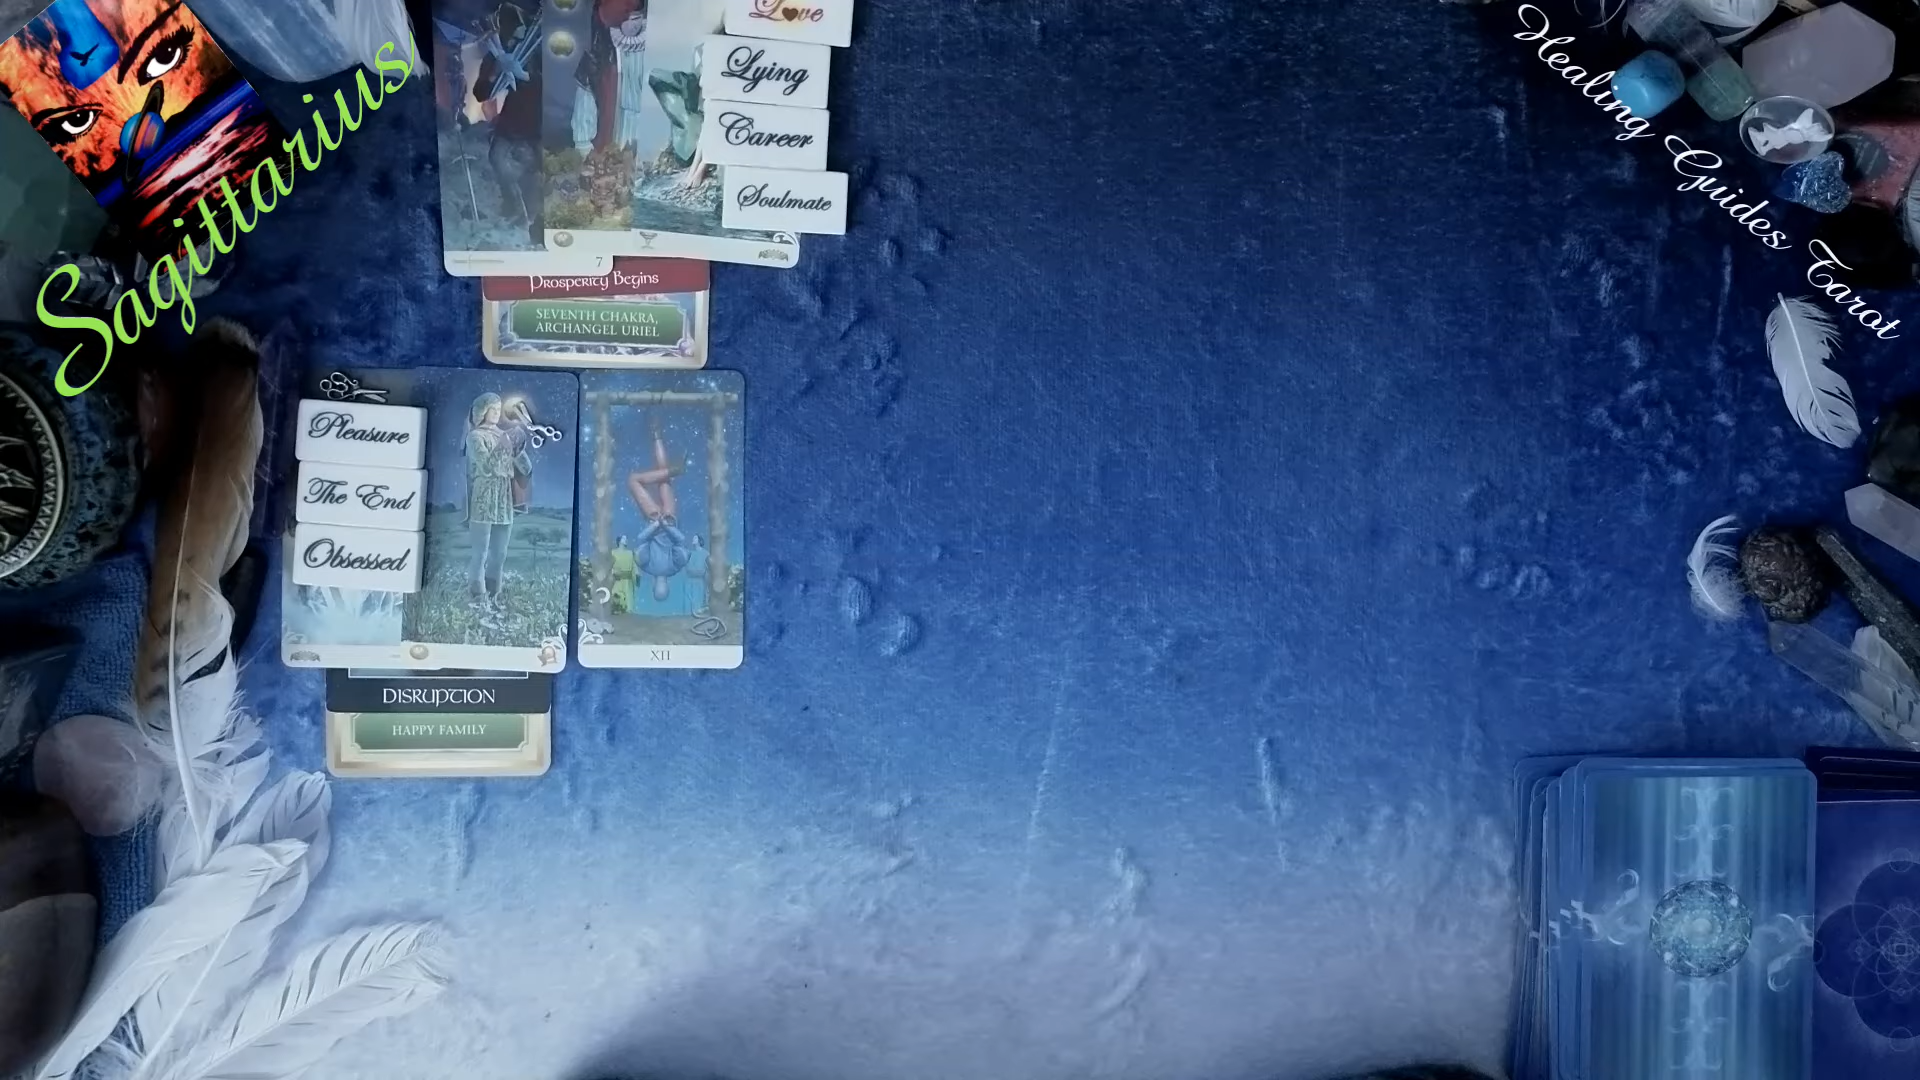 Sagittarius
Healing Guides Tarot
Love
Lying
Career
Soulmate
7
Prosperity Begins
SEVENTH CHAKRA,
ARCHANGEL URIEL
Pleasure
The End
Obsessed
XII
DISRUPTION
HAPPY FAMILY